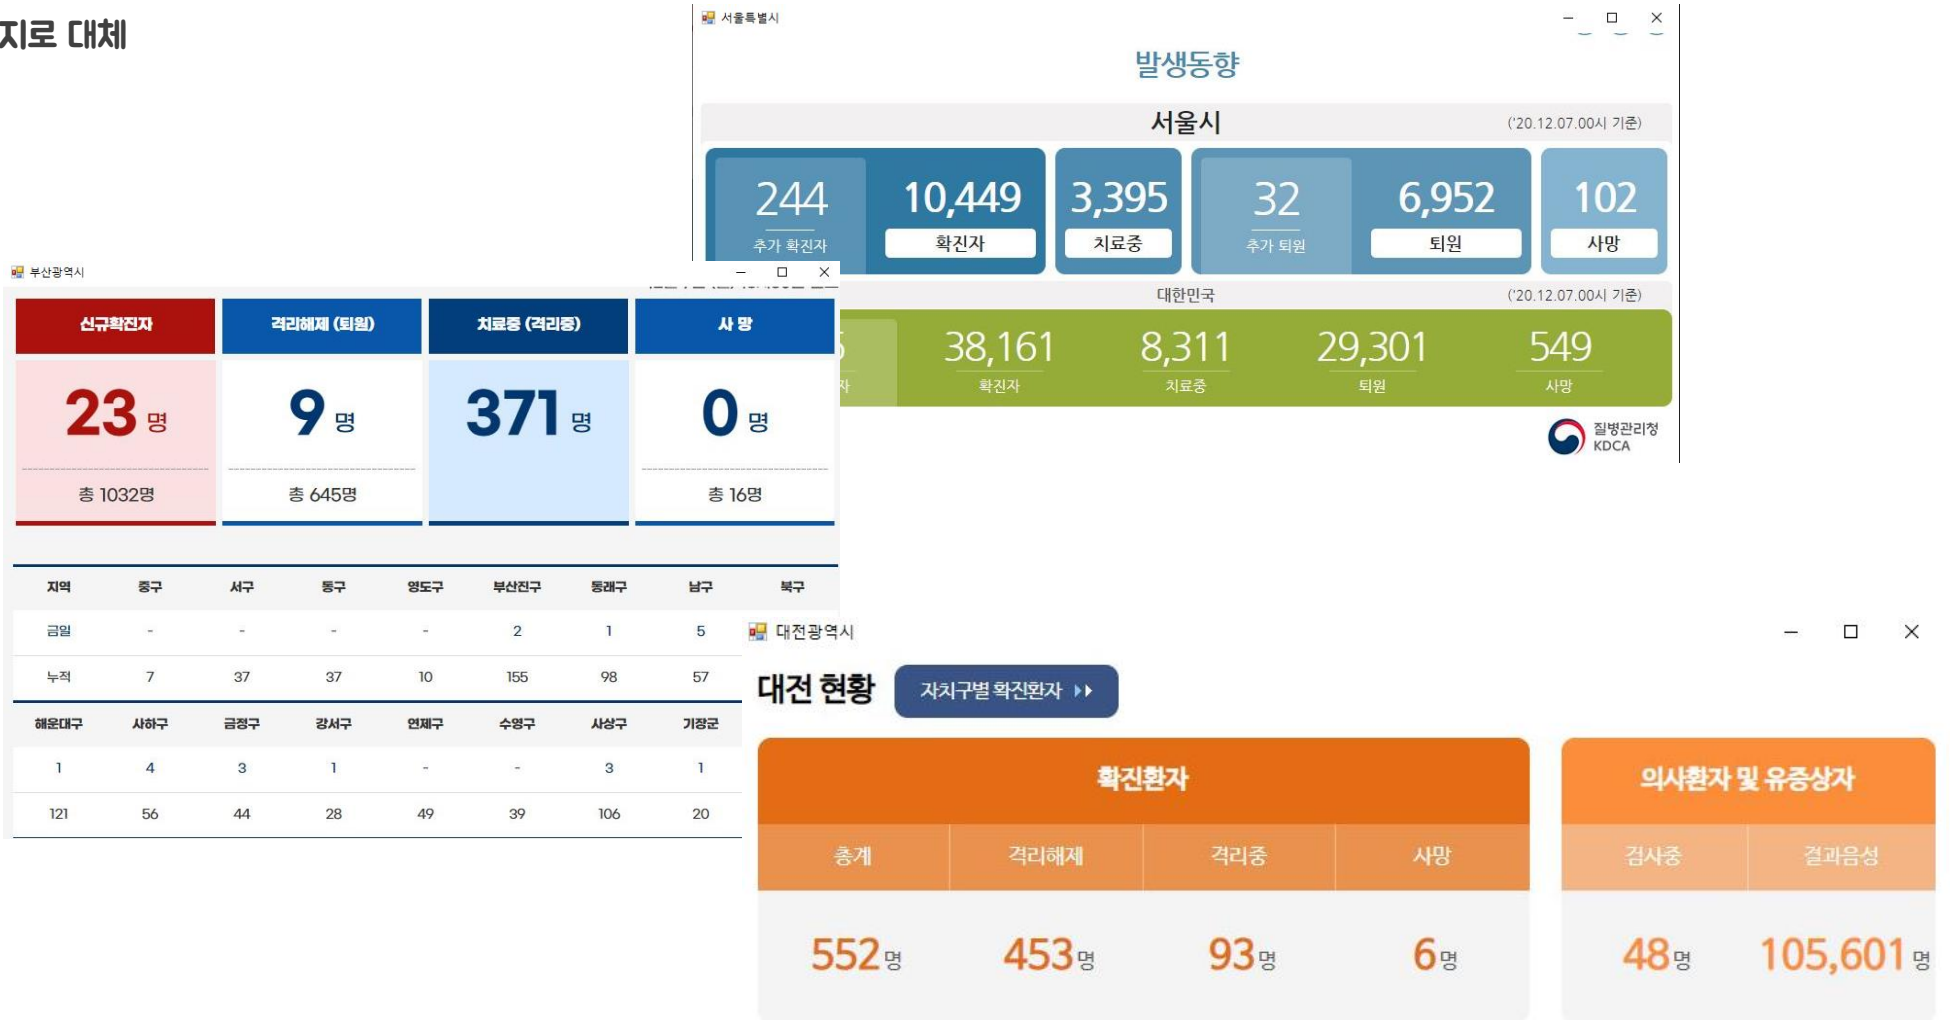 지로 대체
서울특별시
발생동향
서울시
('20.12.07.00시 기준)
244 10,449 3,395 32 6,952 102
추가 확진자 확진자 치료중 추가 퇴원 퇴원 사망
대한민국
('20.12.07.00시 기준)
38,161 8,311 29,301 549
확진자 치료중 퇴원 사망
질병관리청
KDCA
부산광역시
신규확진자 격리해제 (퇴원) 치료중 (격리중) 사 망
23 명 9 명 371 명 0 명
총 1032명 총 645명 총 16명
지역 중구 서구 동구 영도구 부산진구 동래구 남구 북구
금일 - - - - 2 1 5
누적 7 37 37 10 155 98 57
해운대구 사하구 금정구 강서구 연제구 수영구 사상구 기장군
1 4 3 1 - - 3 1
121 56 44 28 49 39 106 20
대전광역시
대전 현황
자치구별 확진환자
확진환자 의사환자 및 유증상자
총계 격리해제 격리중 사망 검사중 결과음성
552 명 453 명 93 명 6 명 48 명 105,601 명